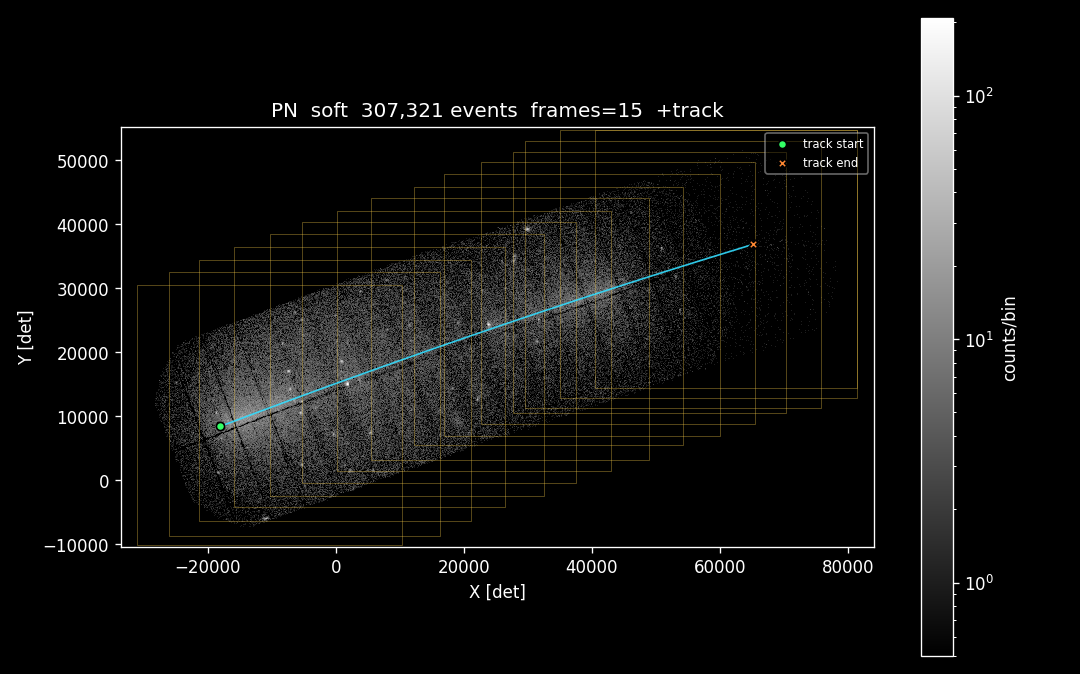 PN  soft  307,321 events  frames=15  +track
track start
track end
50000
40000
30000
20000
10000
0
−10000
Y [det]
−20000
0
20000
40000
60000
80000
X [det]
10²
10¹
10⁰
counts/bin